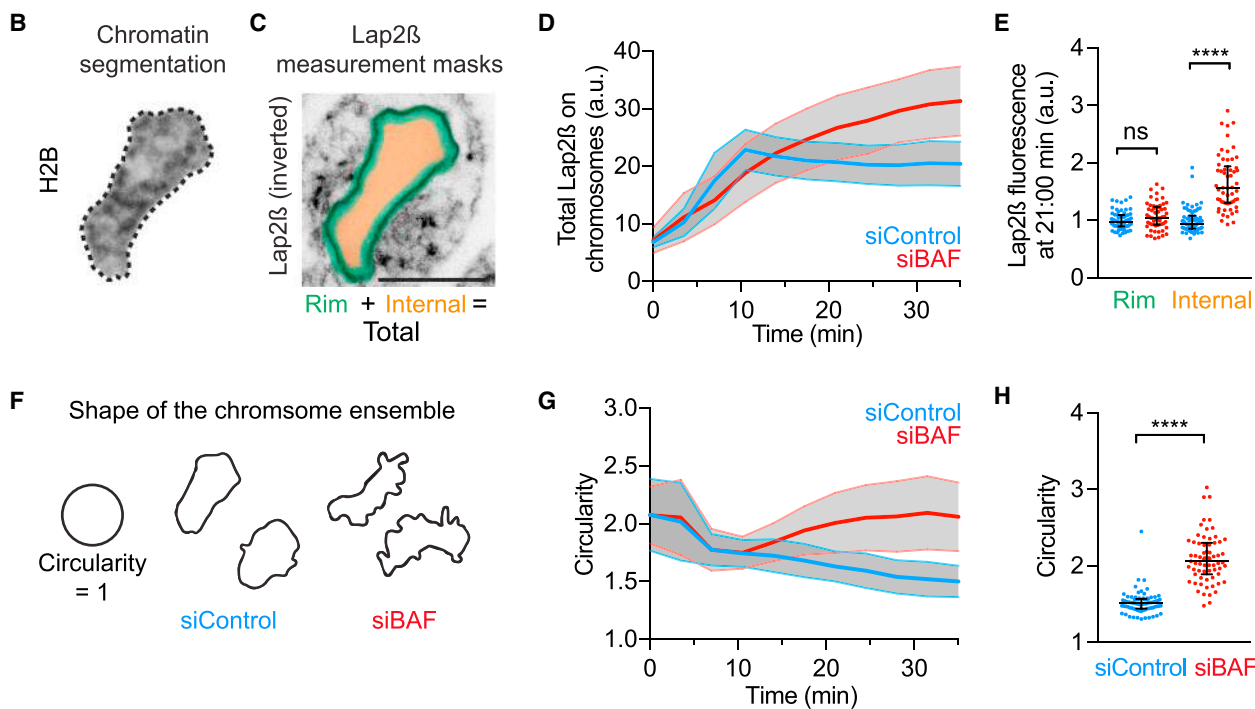 B
Chromatin
segmentation
H2B
C
Lap2ß
measurement masks
Lap2ß (inverted)
Rim + Internal =
Total
D
Total Lap2ß on
chromosomes (a.u.)
40
30
20
10
0
0 10 20 30
Time (min)
siControl
siBAF
E
Lap2ß fluorescence
at 21:00 min (a.u.)
4
3
2
1
0
ns
****
Rim Internal
F
Shape of the chromsome ensemble
Circularity
= 1
siControl
siBAF
G
Circularity
3.0
2.5
2.0
1.5
1.0
0 10 20 30
Time (min)
siControl
siBAF
H
Circularity
4
3
2
1
****
siControl siBAF